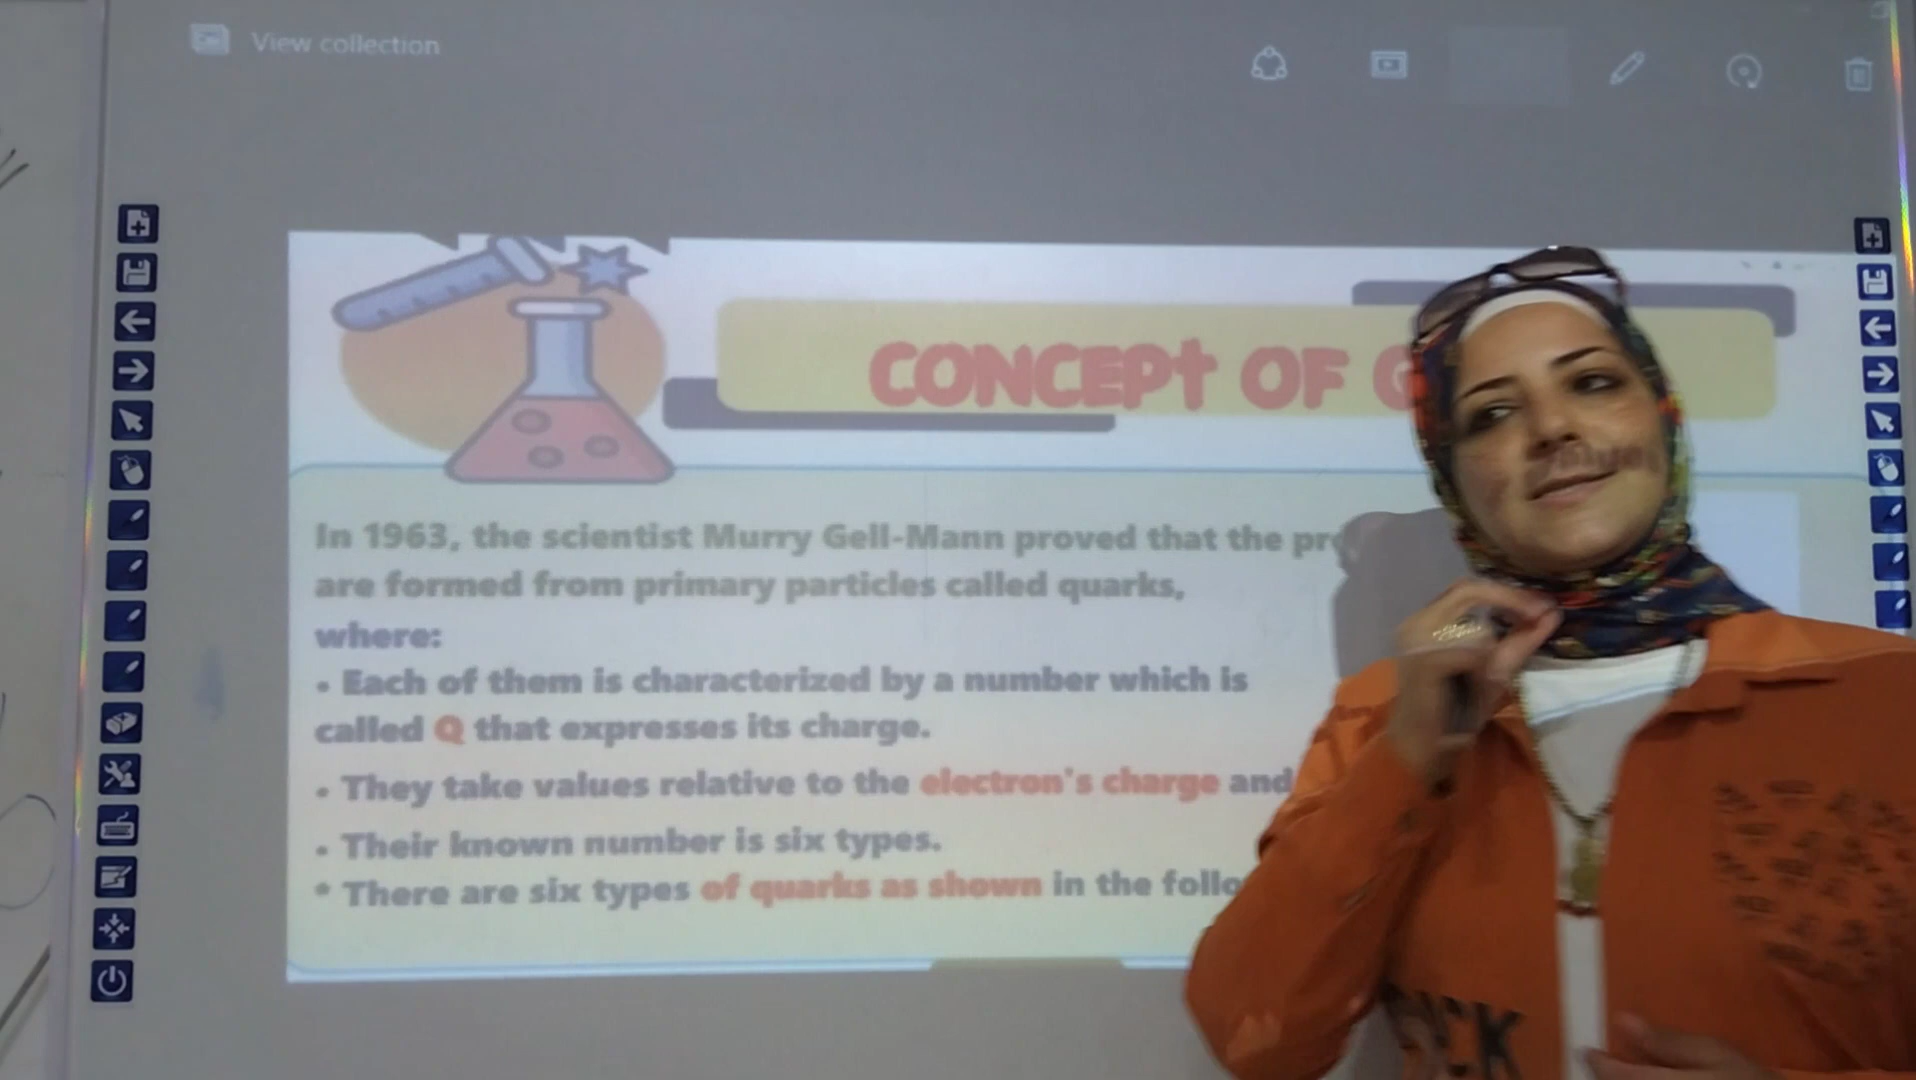 View collection
CONCEPT OF
In 1963, the scientist Murry Gell-Mann proved that the
are formed from primary particles called quarks,
where:
• Each of them is characterized by a number which is
called Q that expresses its charge.
• They take values relative to the electron's charge and
• Their known number is six types.
• There are six types of quarks as shown in the